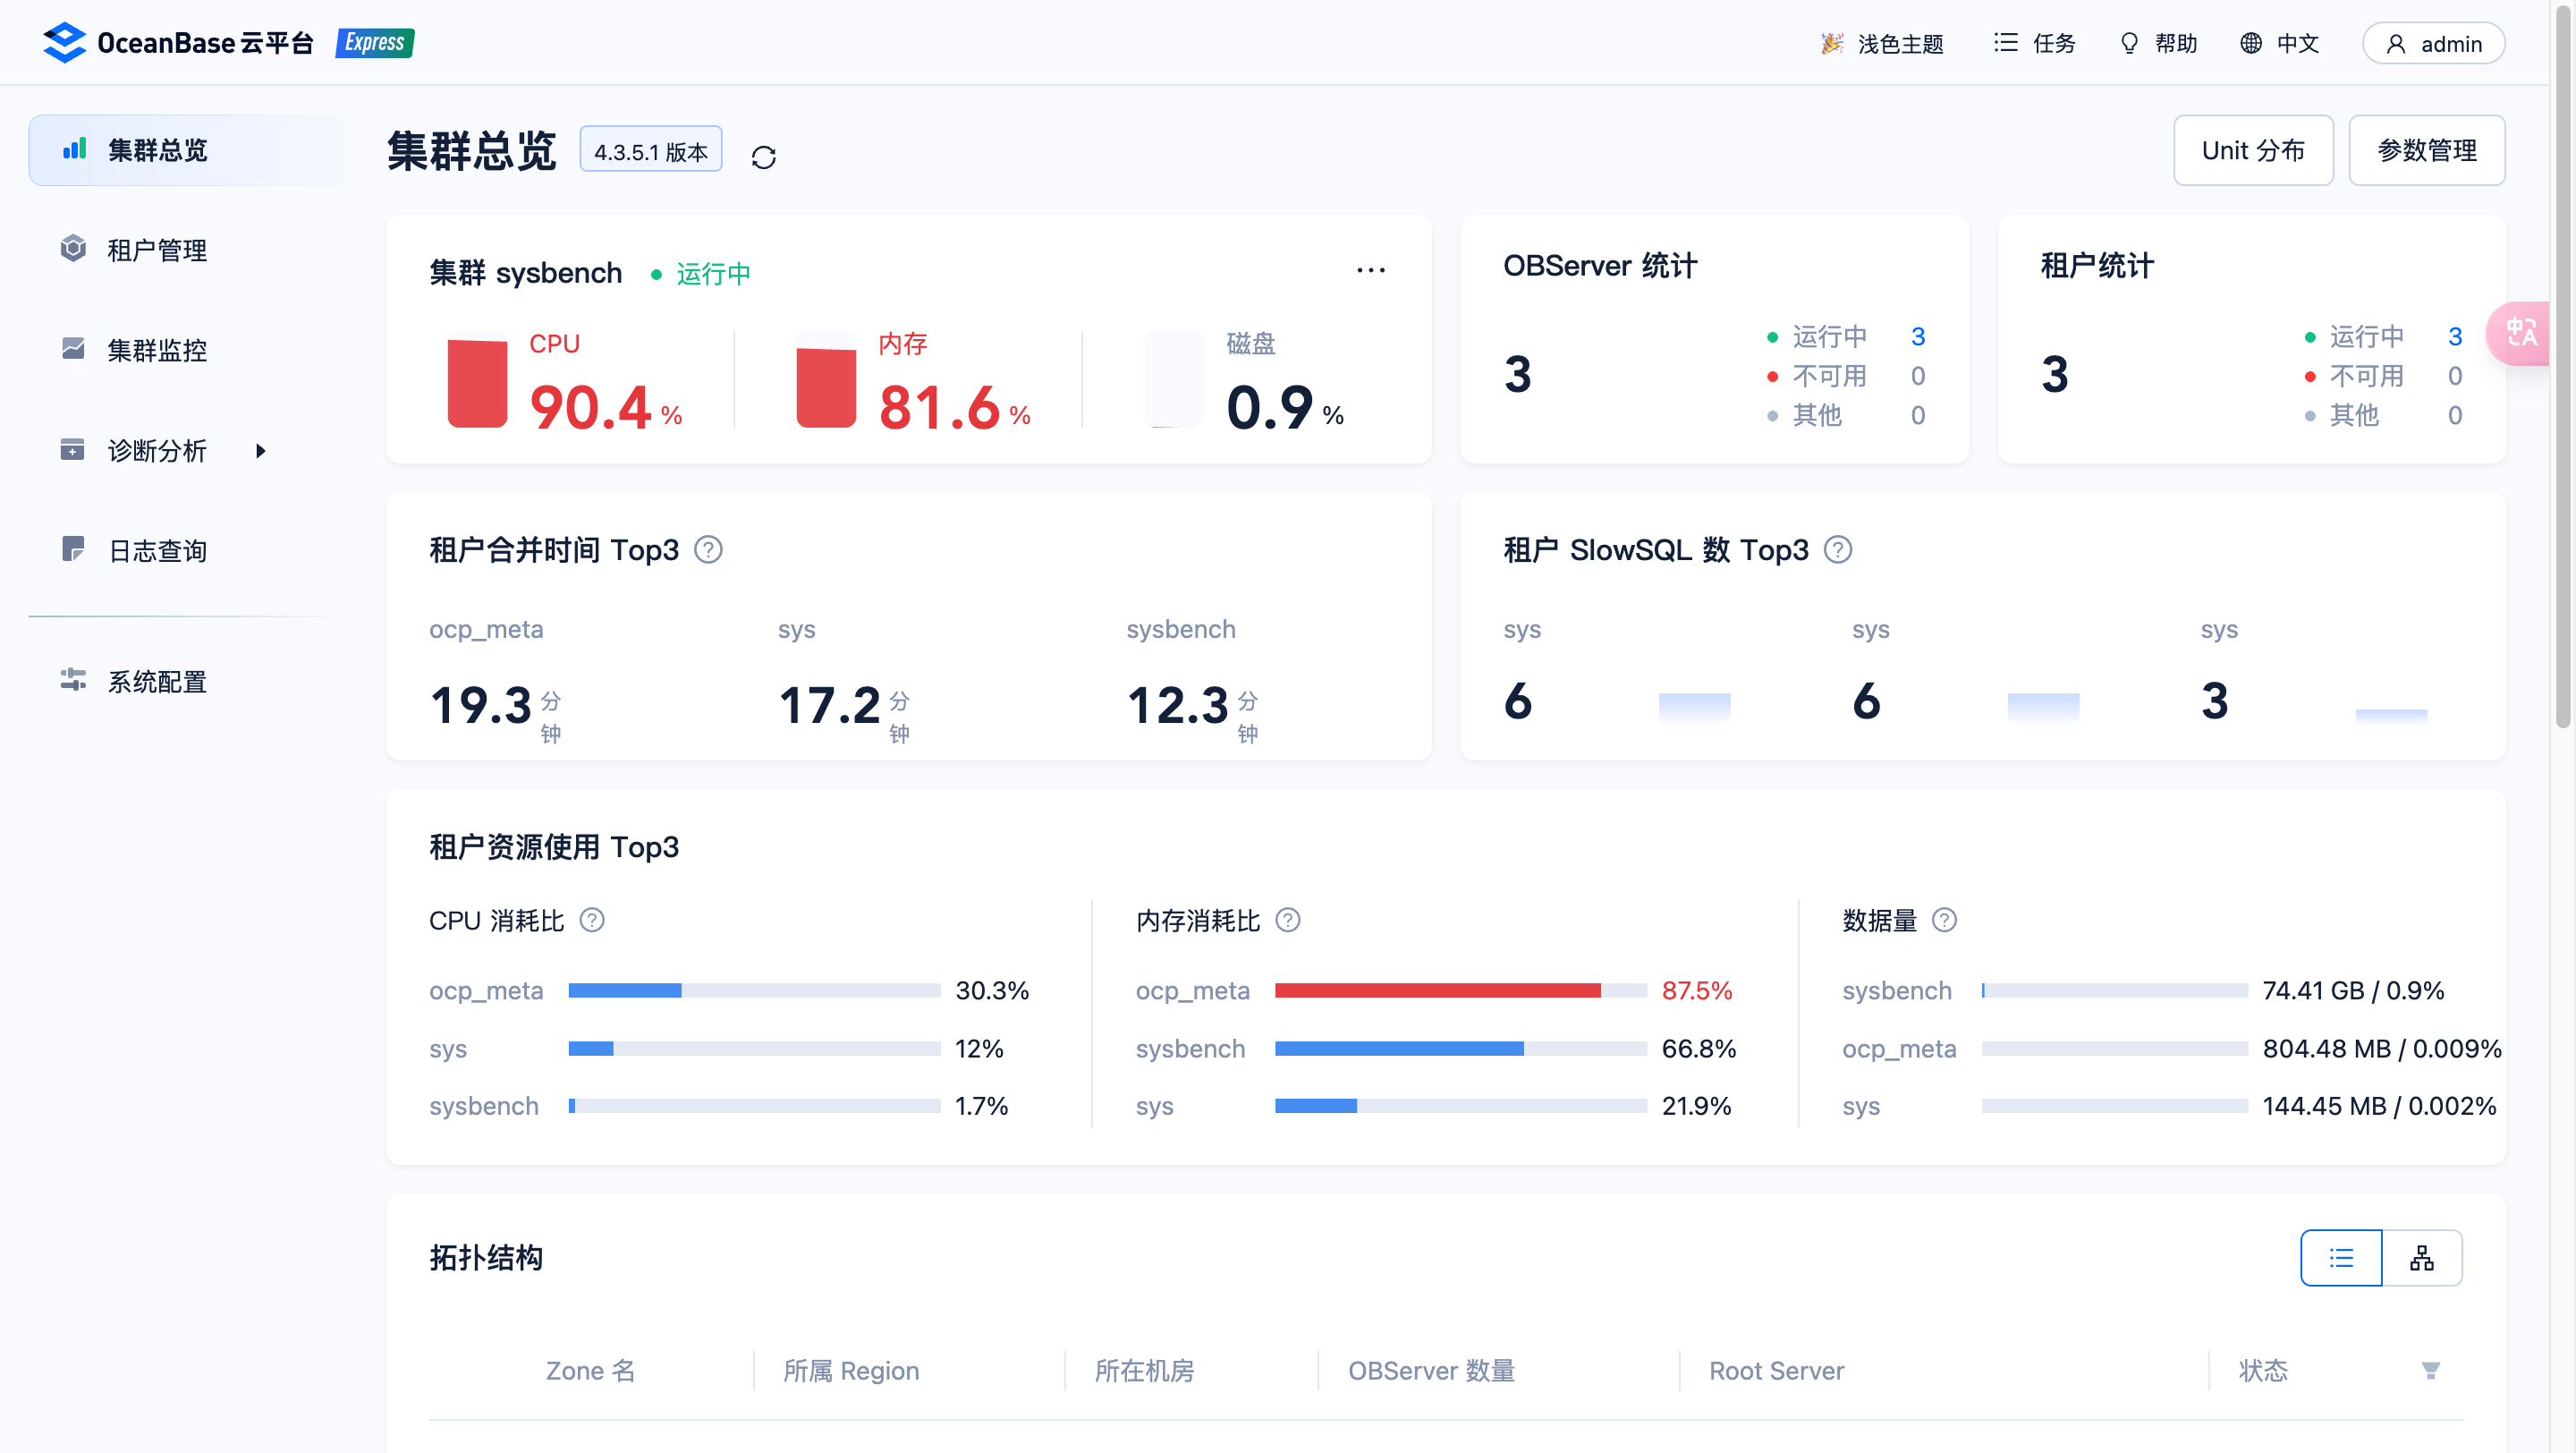 OceanBase 云平台 Express
浅色主题 任务 帮助 中文 admin
集群总览
租户管理
集群监控
诊断分析
日志查询
系统配置
集群总览 4.3.5.1 版本
Unit 分布 参数管理
集群 sysbench 运行中 ···
CPU
90.4 %
内存
81.6 %
磁盘
0.9 %
OBServer 统计
3
运行中 3
不可用 0
其他 0
租户统计
3
运行中 3
不可用 0
其他 0
中A
租户合并时间 Top3 ?
ocp_meta
19.3 分钟
sys
17.2 分钟
sysbench
12.3 分钟
租户 SlowSQL 数 Top3 ?
sys
6
sys
6
sys
3
租户资源使用 Top3
CPU 消耗比 ?
ocp_meta 30.3%
sys 12%
sysbench 1.7%
内存消耗比 ?
ocp_meta 87.5%
sysbench 66.8%
sys 21.9%
数据量 ?
sysbench 74.41 GB / 0.9%
ocp_meta 804.48 MB / 0.009%
sys 144.45 MB / 0.002%
拓扑结构
Zone 名 所属 Region 所在机房 OBServer 数量 Root Server 状态